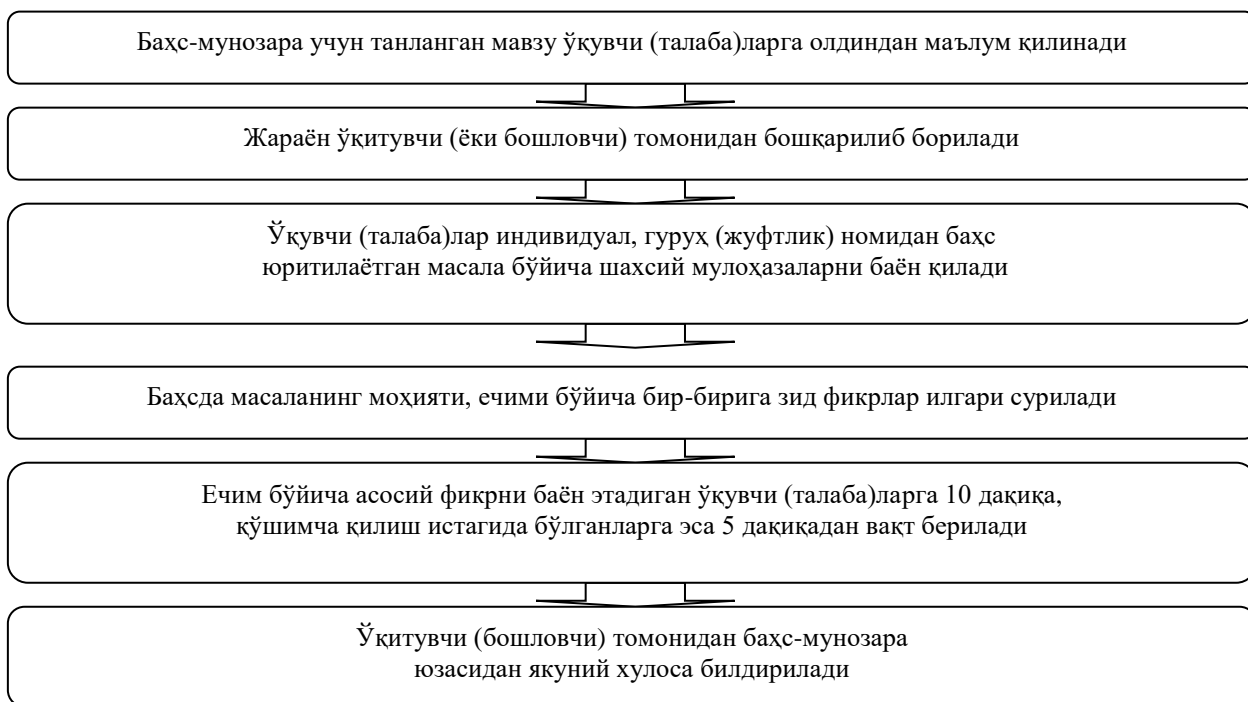 Баҳс-мунозара учун танланган мавзу ўқувчи (талаба)ларга олдиндан маълум қилинади
Жараён ўқитувчи (ёки бошловчи) томонидан бошқарилиб борилади
Ўқувчи (талаба)лар индивидуал, гуруҳ (жуфтлик) номидан баҳс
юритилаётган масала бўйича шахсий мулоҳазаларни баён қилади
Баҳсда масаланинг моҳияти, ечими бўйича бир-бирига зид фикрлар илгари сурилади
Ечим бўйича асосий фикрни баён этадиган ўқувчи (талаба)ларга 10 дақиқа,
қўшимча қилиш истагида бўлганларга эса 5 дақиқадан вақт берилади
Ўқитувчи (бошловчи) томонидан баҳс-мунозара
юзасидан якуний хулоса билдирилади